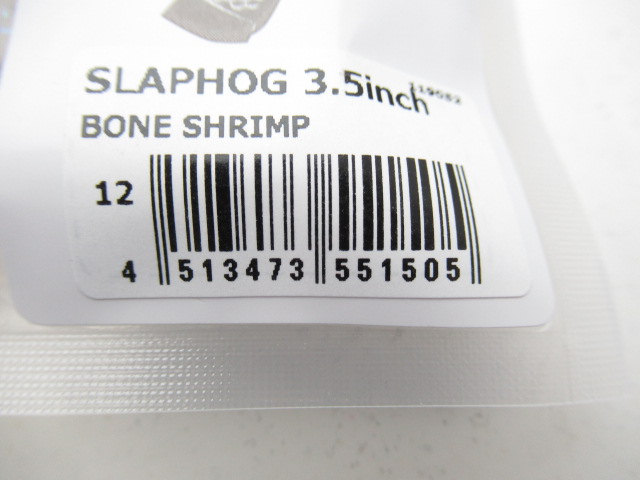 SLAPHOG 3.5inch
BONE SHRIMP
12
4 513473 551505